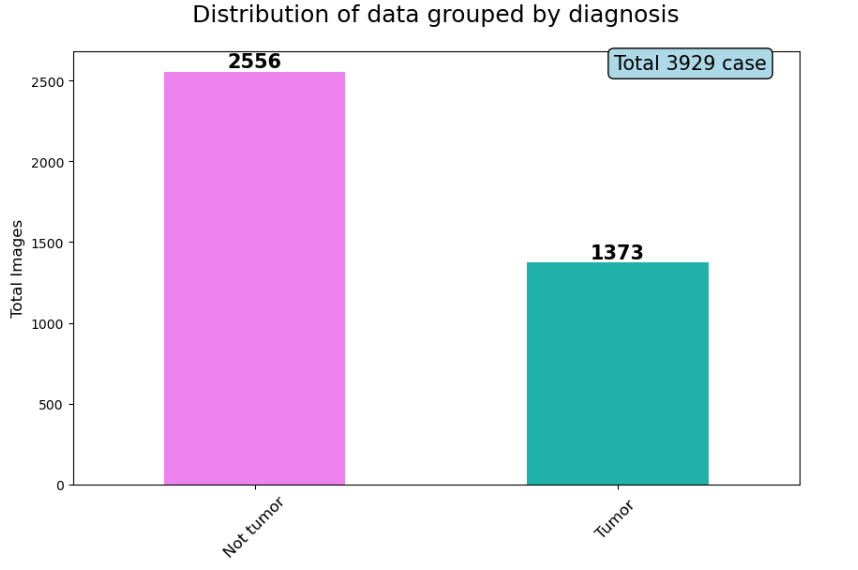 Distribution of data grouped by diagnosis
Total 3929 case
2556
1373
Total Images
2500
2000
1500
1000
500
0
Not tumor
Tumor